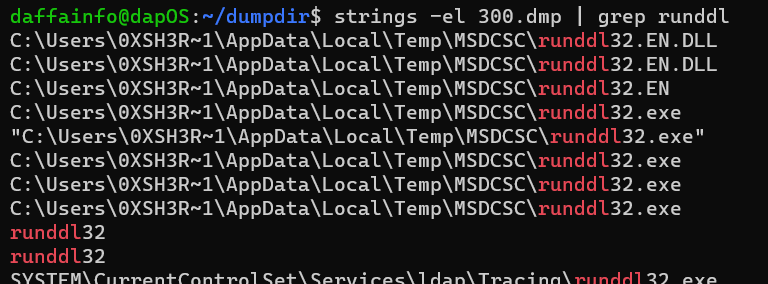 daffainfo@dapOS:~/dumpdir$ strings -el 300.dmp | grep runddl
C:\Users\0XSH3R~1\AppData\Local\Temp\MSDCSC\runddl32.EN.DLL
C:\Users\0XSH3R~1\AppData\Local\Temp\MSDCSC\runddl32.EN.DLL
C:\Users\0XSH3R~1\AppData\Local\Temp\MSDCSC\runddl32.EN
C:\Users\0XSH3R~1\AppData\Local\Temp\MSDCSC\runddl32.exe
"C:\Users\0XSH3R~1\AppData\Local\Temp\MSDCSC\runddl32.exe"
C:\Users\0XSH3R~1\AppData\Local\Temp\MSDCSC\runddl32.exe
C:\Users\0XSH3R~1\AppData\Local\Temp\MSDCSC\runddl32.exe
C:\Users\0XSH3R~1\AppData\Local\Temp\MSDCSC\runddl32.exe
runddl32
runddl32
SYSTEM\CurrentControlSet\Services\ldap\Tracing\runddl32.exe